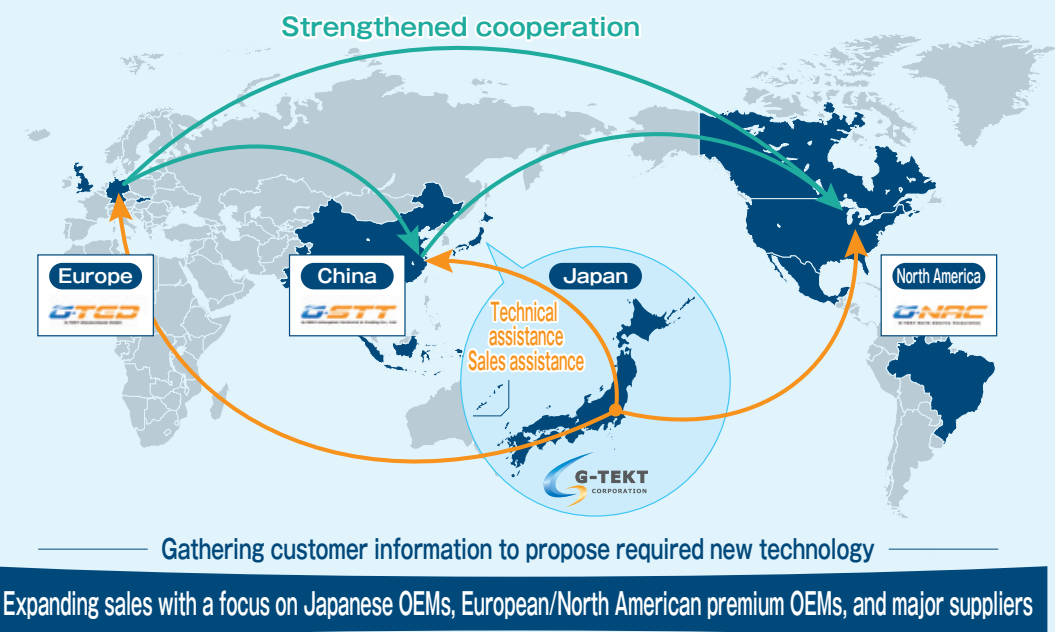 Strengthened cooperation
Europe
G-TED
China
G-STT
Japan
North America
G-NAC
Technical
assistance
Sales assistance
G-TEKT
CORPORATION
Gathering customer information to propose required new technology
Expanding sales with a focus on Japanese OEMs, European/North American premium OEMs, and major suppliers